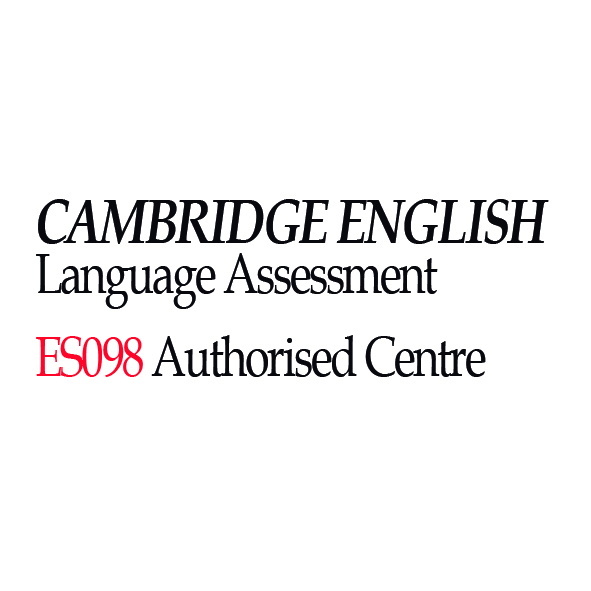 CAMBRIDGE ENGLISH
Language Assessment
ES098 Authorised Centre